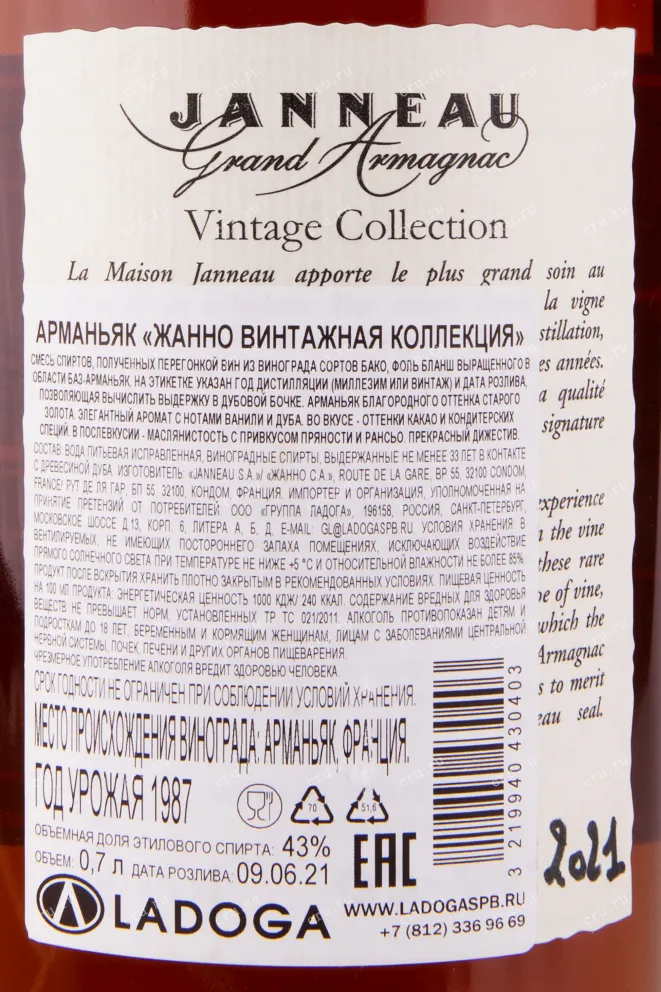 JANNEAU
Grand Armagnac
Vintage Collection
La Maison Janneau apporte le plus grand soin au
la vigne
stillation,
es années.
a qualité
signature
experience
n the vine
these rare
pe of vine,
which the
Armagnac
s to merit
eau seal.
2021
АРМАНЬЯК «ЖАННО ВИНТАЖНАЯ КОЛЛЕКЦИЯ»
СМЕСЬ СПИРТОВ, ПОЛУЧЕННЫХ ПЕРЕГОНКОЙ ВИН ИЗ ВИНОГРАДА СОРТОВ БАКО, ФОЛЬ БЛАНШ ВЫРАЩЕННОГО В
ОБЛАСТИ БАЗ-АРМАНЬЯК. НА ЭТИКЕТКЕ УКАЗАН ГОД ДИСТИЛЛЯЦИИ (МИЛЛЕЗИМ ИЛИ ВИНТАЖ) И ДАТА РОЗЛИВА,
ПОЗВОЛЯЮЩАЯ ВЫЧИСЛИТЬ ВЫДЕРЖКУ В ДУБОВОЙ БОЧКЕ. АРМАНЬЯК БЛАГОРОДНОГО ОТТЕНКА СТАРОГО
ЗОЛОТА. ЭЛЕГАНТНЫЙ АРОМАТ С НОТАМИ ВАНИЛИ И ДУБА. ВО ВКУСЕ - ОТТЕНКИ КАКАО И КОНДИТЕРСКИХ
СПЕЦИЙ. В ПОСЛЕВКУСИИ - МАСЛЯНИСТОСТЬ С ПРИВКУСОМ ПРЯНОСТИ И РАНСЬО. ПРЕКРАСНЫЙ ДИЖЕСТИВ.
СОСТАВ: ВОДА ПИТЬЕВАЯ ИСПРАВЛЕННАЯ, ВИНОГРАДНЫЕ СПИРТЫ, ВЫДЕРЖАННЫЕ НЕ МЕНЕЕ 33 ЛЕТ В КОНТАКТЕ
С ДРЕВЕСИНОЙ ДУБА. ИЗГОТОВИТЕЛЬ: «JANNEAU S.A.»/ «ЖАННО С.А.», ROUTE DE LA GARE, BP 55, 32100 CONDOM,
FRANCE/ РУТ ДЕ ЛЯ ГАР, БП 55, 32100, КОНДОМ, ФРАНЦИЯ. ИМПОРТЕР И ОРГАНИЗАЦИЯ, УПОЛНОМОЧЕННАЯ НА
ПРИНЯТИЕ ПРЕТЕНЗИЙ ОТ ПОТРЕБИТЕЛЕЙ: ООО «ГРУППА ЛАДОГА», 196158, РОССИЯ, САНКТ-ПЕТЕРБУРГ,
МОСКОВСКОЕ ШОССЕ Д.13, КОРП. 6, ЛИТЕРА А, Б, Д, E-MAIL: GL@LADOGASPB.RU. УСЛОВИЯ ХРАНЕНИЯ В
ВЕНТИЛИРУЕМЫХ, НЕ ИМЕЮЩИХ ПОСТОРОННЕГО ЗАПАХА ПОМЕЩЕНИЯХ, ИСКЛЮЧАЮЩИХ ВОЗДЕЙСТВИЕ
ПРЯМОГО СОЛНЕЧНОГО СВЕТА ПРИ ТЕМПЕРАТУРЕ НЕ НИЖЕ +5 °С И ОТНОСИТЕЛЬНОЙ ВЛАЖНОСТИ НЕ БОЛЕЕ 85%.
ПРОДУКТ ПОСЛЕ ВСКРЫТИЯ ХРАНИТЬ ПЛОТНО ЗАКРЫТЫМ В РЕКОМЕНДОВАННЫХ УСЛОВИЯХ. ПИЩЕВАЯ ЦЕННОСТЬ
НА 100 МЛ ПРОДУКТА: ЭНЕРГЕТИЧЕСКАЯ ЦЕННОСТЬ 1000 КДЖ/ 240 ККАЛ. СОДЕРЖАНИЕ ВРЕДНЫХ ДЛЯ ЗДОРОВЬЯ
ВЕЩЕСТВ НЕ ПРЕВЫШАЕТ НОРМ, УСТАНОВЛЕННЫХ ТР ТС 021/2011. АЛКОГОЛЬ ПРОТИВОПОКАЗАН ДЕТЯМ И
ПОДРОСТКАМ ДО 18 ЛЕТ, БЕРЕМЕННЫМ И КОРМЯЩИМ ЖЕНЩИНАМ, ЛИЦАМ С ЗАБОЛЕВАНИЯМИ ЦЕНТРАЛЬНОЙ
НЕРВНОЙ СИСТЕМЫ, ПОЧЕК, ПЕЧЕНИ И ДРУГИХ ОРГАНОВ ПИЩЕВАРЕНИЯ.
ЧРЕЗМЕРНОЕ УПОТРЕБЛЕНИЕ АЛКОГОЛЯ ВРЕДИТ ЗДОРОВЬЮ ЧЕЛОВЕКА.
СРОК ГОДНОСТИ НЕ ОГРАНИЧЕН ПРИ СОБЛЮДЕНИИ УСЛОВИЙ ХРАНЕНИЯ.
МЕСТО ПРОИСХОЖДЕНИЯ ВИНОГРАДА: АРМАНЬЯК, ФРАНЦИЯ.
ГОД УРОЖАЯ 1987
70
51,6
ОБЪЕМНАЯ ДОЛЯ ЭТИЛОВОГО СПИРТА: 43%
ОБЪЕМ: 0,7 Л ДАТА РОЗЛИВА: 09.06.21
EAC
3 219940 430403
LADOGA
WWW.LADOGASPB.RU
+7 (812) 336 96 69